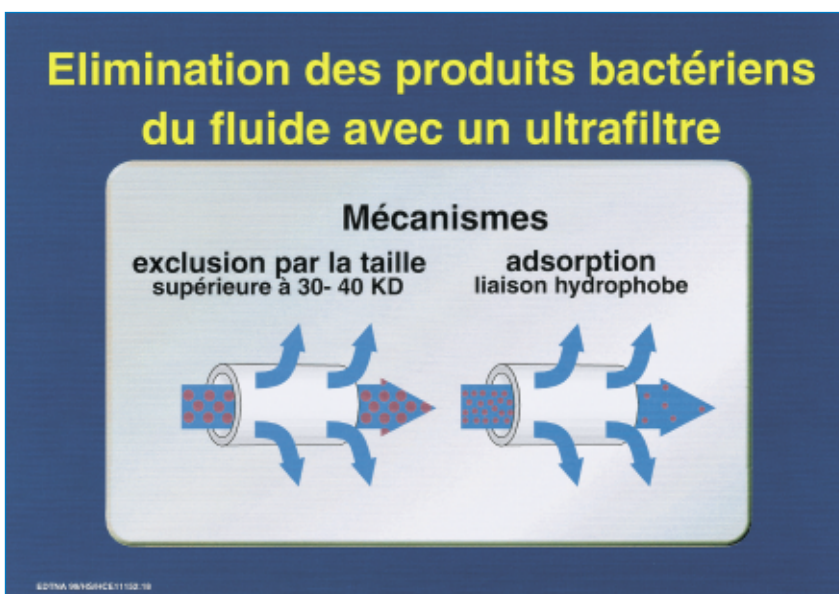 Elimination des produits bactériens
du fluide avec un ultrafiltre
Mécanismes
exclusion par la taille
supérieure à 30- 40 KD
adsorption
liaison hydrophobe